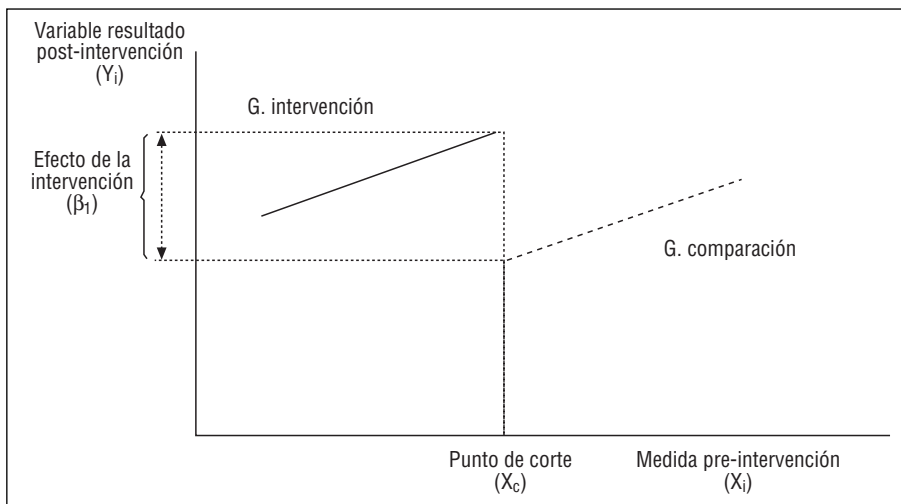 Variable resultado
post-intervención
(Yi)
G. intervención
Efecto de la
intervención
(β1)
G. comparación
Punto de corte
(Xc)
Medida pre-intervención
(Xi)